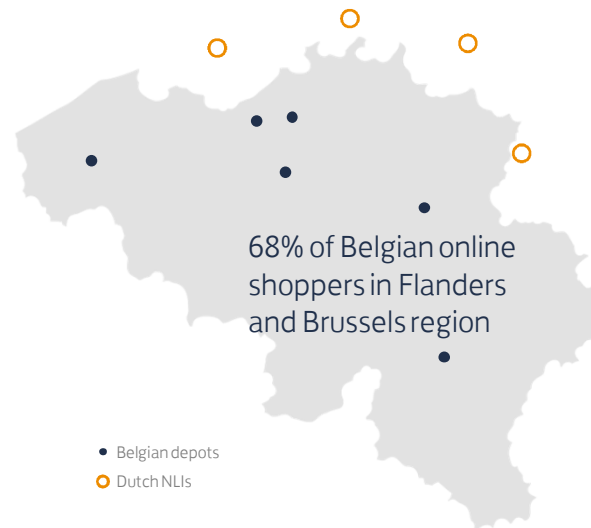 68% of Belgian online
shoppers in Flanders
and Brussels region
Belgian depots
Dutch NLIs